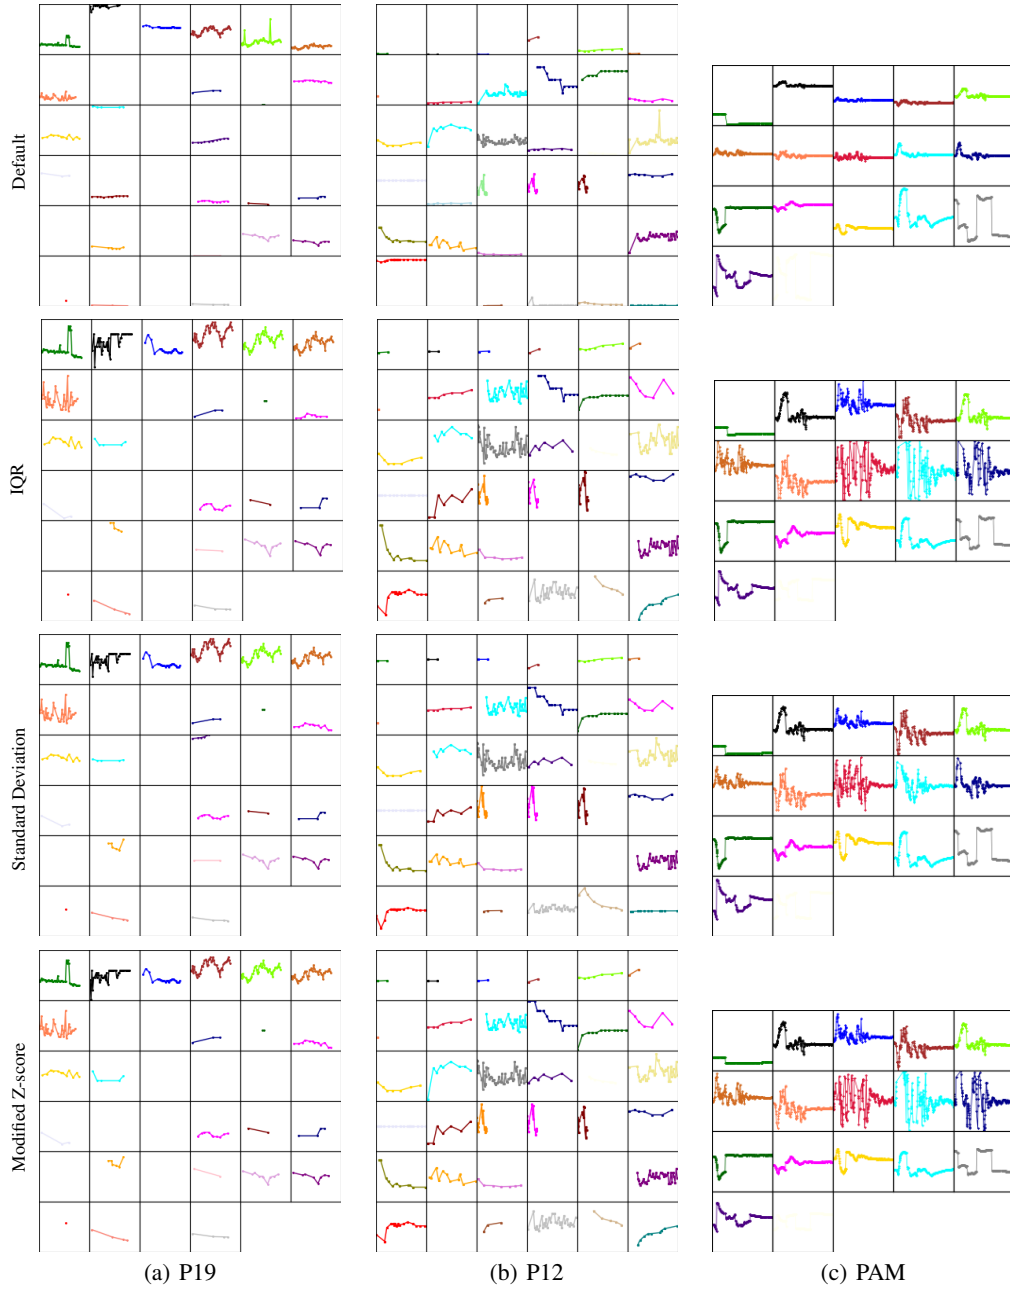 Default
IQR
Standard Deviation
Modified Z-score
(a) P19
(b) P12
(c) PAM